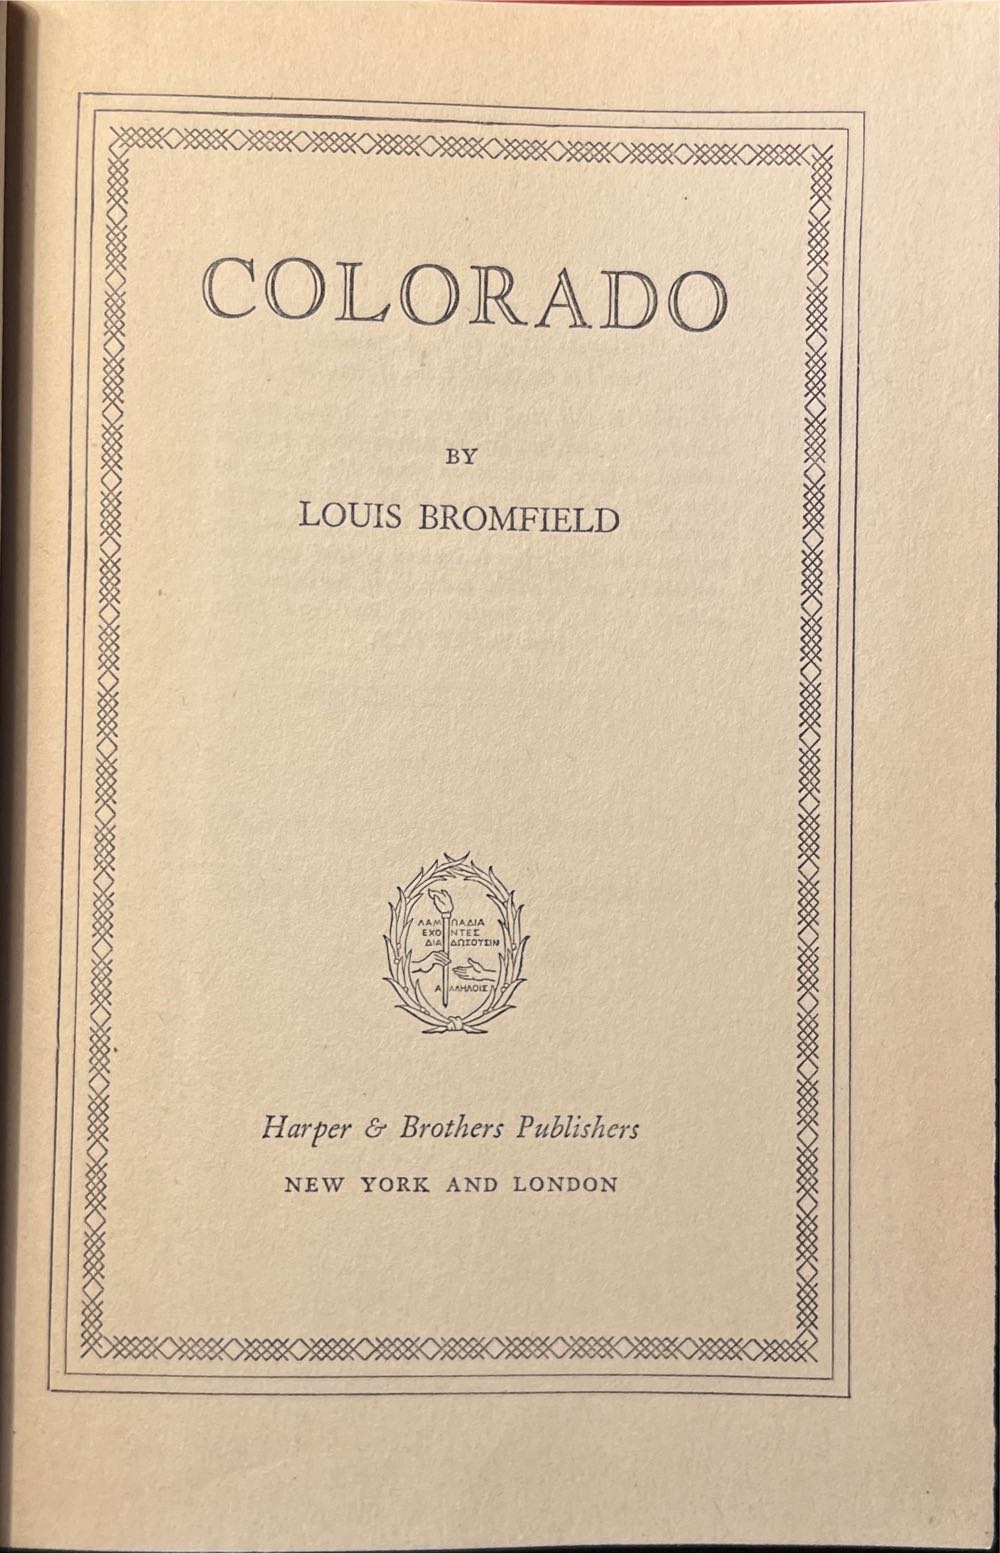 COLORADO
BY
LOUIS BROMFIELD
ΛΑΜΠΑΔΙΑ
ΕΧΟΝΤΕΣ
ΔΙΑΔΩΣΟΥΣΙΝ
ΑΛΛΗΛΟΙΣ
Harper & Brothers Publishers
NEW YORK AND LONDON